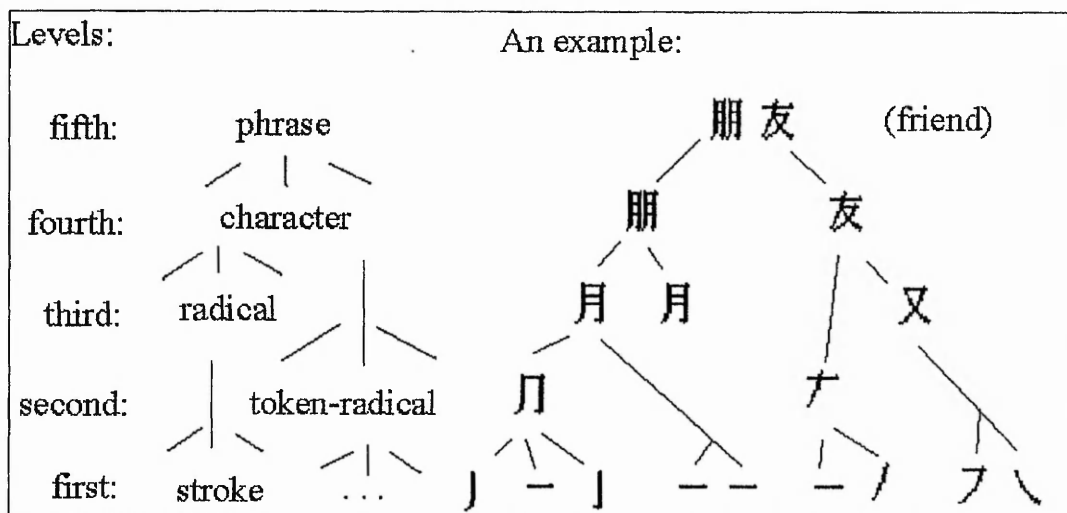 Levels: An example:
fifth: phrase 朋友 (friend)
fourth: character 朋 友
third: radical 月 月 又
second: token-radical ⺆ 𠂇
first: stroke ... 丿 一 亅 一 一 一 丿 フ ㇏